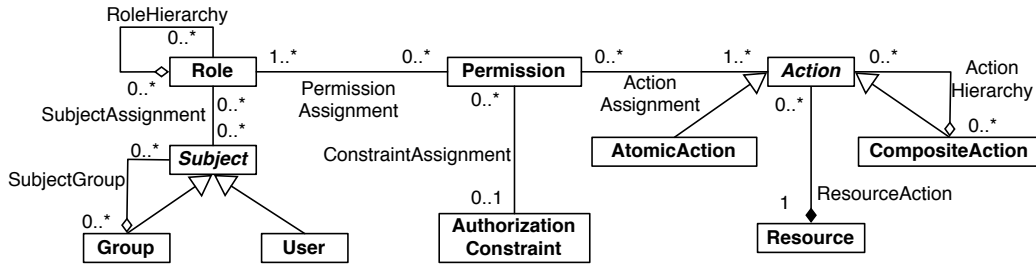 RoleHierarchy
0..*
Role
0..*
1..*
Permission
Assignment
0..*
Permission
0..*
0..*
Action
Assignment
1..*
Action
0..*
0..*
Action
Hierarchy
0..*
SubjectAssignment
0..*
0..*
Subject
0..*
SubjectGroup
0..*
Group
User
ConstraintAssignment
0..1
Authorization
Constraint
AtomicAction
CompositeAction
ResourceAction
1
Resource